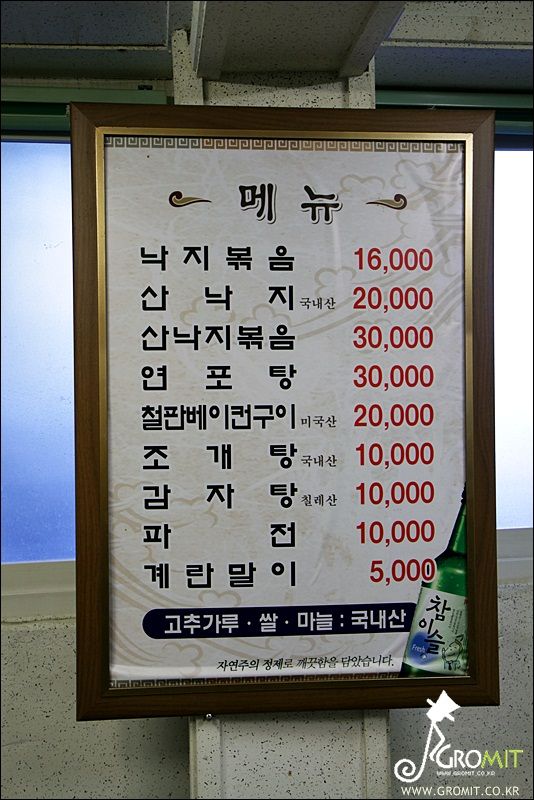 메뉴
낙지볶음 16,000
산낙지 국내산 20,000
산낙지볶음 30,000
연포탕 30,000
철판베이컨구이 미국산 20,000
조개탕 국내산 10,000
감자탕 칠레산 10,000
파전 10,000
계란말이 5,000
고추가루 · 쌀 · 마늘 : 국내산
참이슬
Fresh
자연주의 정제로 깨끗함을 담았습니다.
GROMIT
WWW.GROMIT.CO.KR
WWW.GROMIT.CO.KR